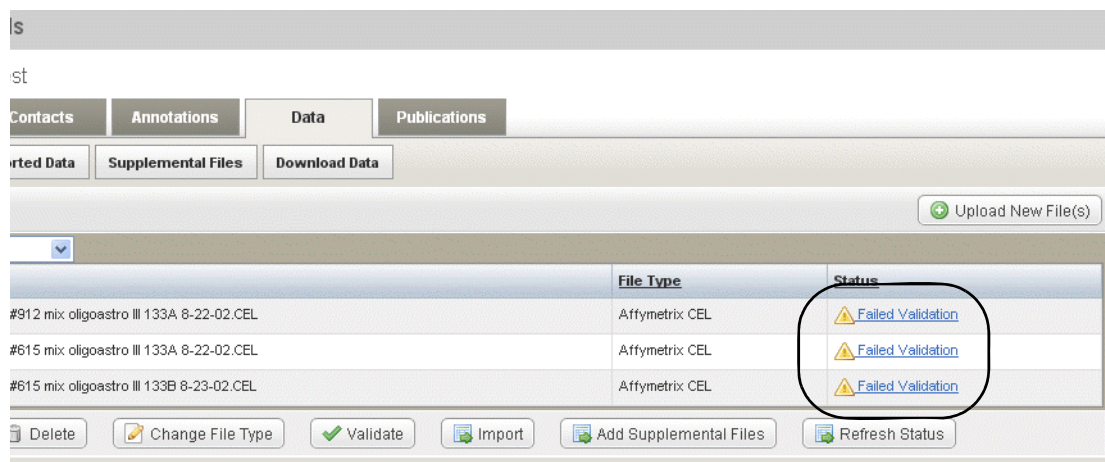 ls
est
Contacts Annotations Data Publications
orted Data Supplemental Files Download Data
Upload New File(s)
File Type Status
#912 mix oligoastro III 133A 8-22-02.CEL Affymetrix CEL Failed Validation
#615 mix oligoastro III 133A 8-22-02.CEL Affymetrix CEL Failed Validation
#615 mix oligoastro III 133B 8-23-02.CEL Affymetrix CEL Failed Validation
Delete Change File Type Validate Import Add Supplemental Files Refresh Status